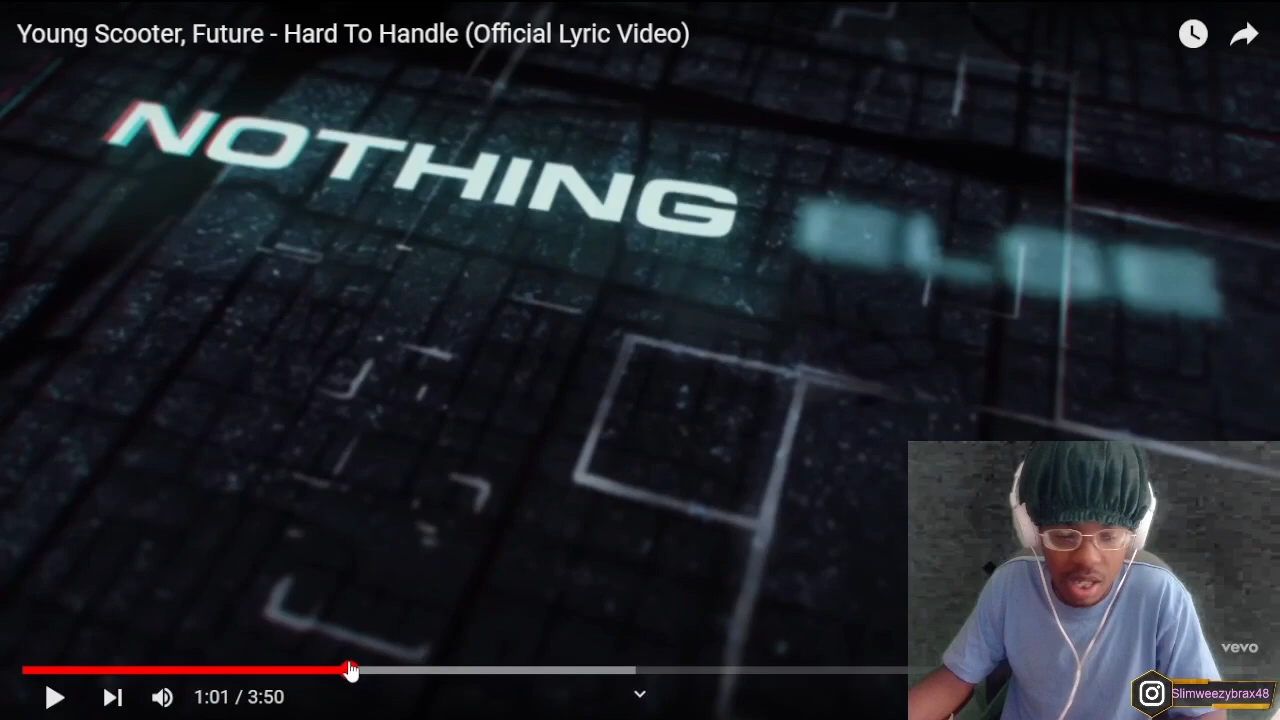 Young Scooter, Future - Hard To Handle (Official Lyric Video)
NOTHING
vevo
Slimweezybrax48
1:01 / 3:50